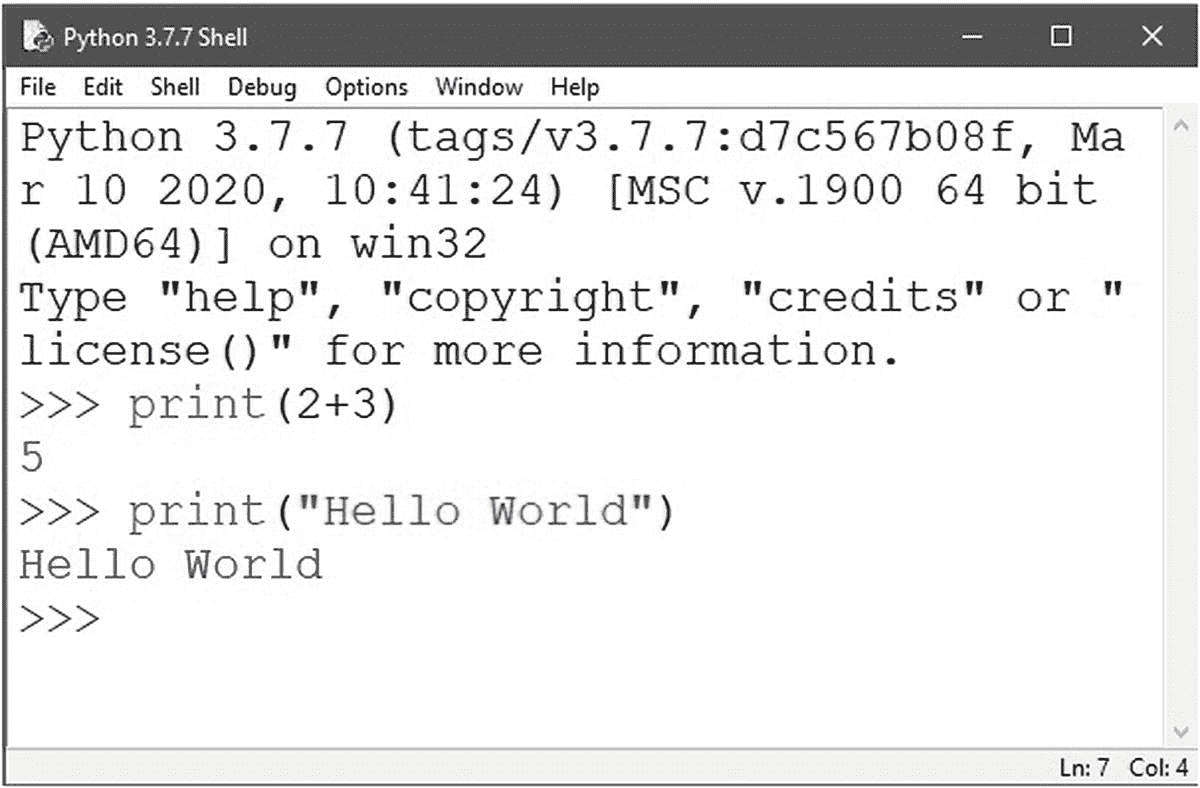 Python 3.7.7 Shell
File Edit Shell Debug Options Window Help
Python 3.7.7 (tags/v3.7.7:d7c567b08f, Ma
r 10 2020, 10:41:24) [MSC v.1900 64 bit
(AMD64)] on win32
Type "help", "copyright", "credits" or "
license()" for more information.
>>> print(2+3)
5
>>> print("Hello World")
Hello World
>>>
Ln: 7 Col: 4